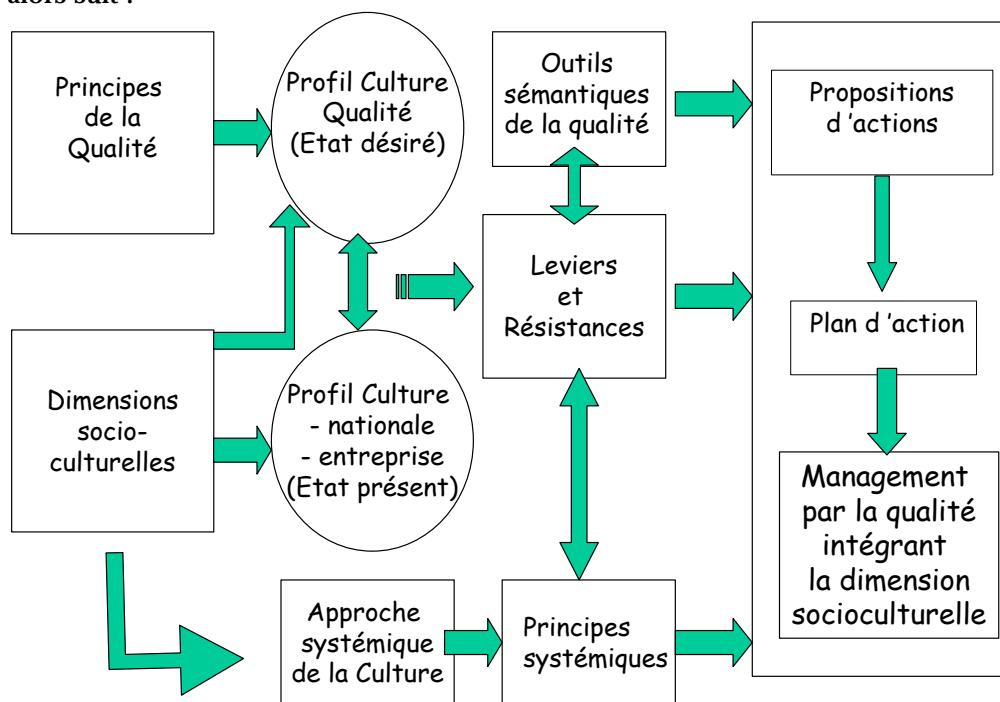 alors suit :
Principes
de la
Qualité
Profil Culture
Qualité
(Etat désiré)
Outils
sémantiques
de la qualité
Propositions
d ’actions
Leviers
et
Résistances
Plan d ’action
Dimensions
socio-
culturelles
Profil Culture
- nationale
- entreprise
(Etat présent)
Management
par la qualité
intégrant
la dimension
socioculturelle
Approche
systémique
de la Culture
Principes
systémiques